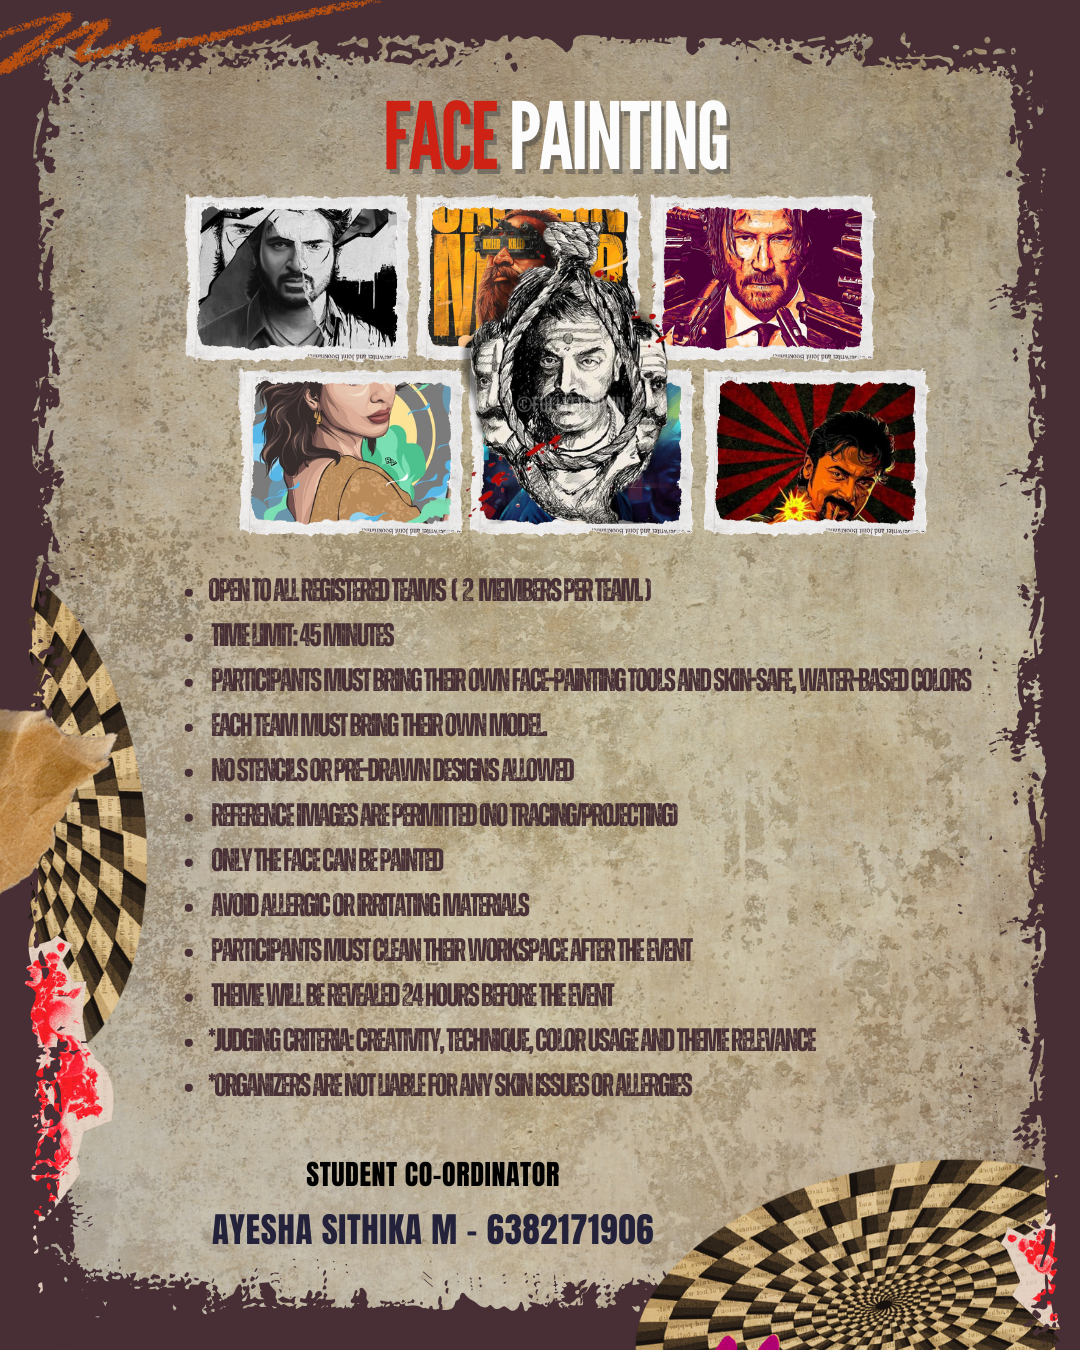 FACE PAINTING
KILLER KILLER
• OPEN TO ALL REGISTERED TEAMS ( 2 MEMBERS PER TEAM. )
• TIME LIMIT: 45 MINUTES
• PARTICIPANTS MUST BRING THEIR OWN FACE-PAINTING TOOLS AND SKIN-SAFE, WATER-BASED COLORS
• EACH TEAM MUST BRING THEIR OWN MODEL.
• NO STENCILS OR PRE-DRAWN DESIGNS ALLOWED
• REFERENCE IMAGES ARE PERMITTED (NO TRACING/PROJECTING)
• ONLY THE FACE CAN BE PAINTED
• AVOID ALLERGIC OR IRRITATING MATERIALS
• PARTICIPANTS MUST CLEAN THEIR WORKSPACE AFTER THE EVENT
• THEME WILL BE REVEALED 24 HOURS BEFORE THE EVENT
• *JUDGING CRITERIA: CREATIVITY, TECHNIQUE, COLOR USAGE AND THEME RELEVANCE
• *ORGANIZERS ARE NOT LIABLE FOR ANY SKIN ISSUES OR ALLERGIES
STUDENT CO-ORDINATOR
AYESHA SITHIKA M - 6382171906